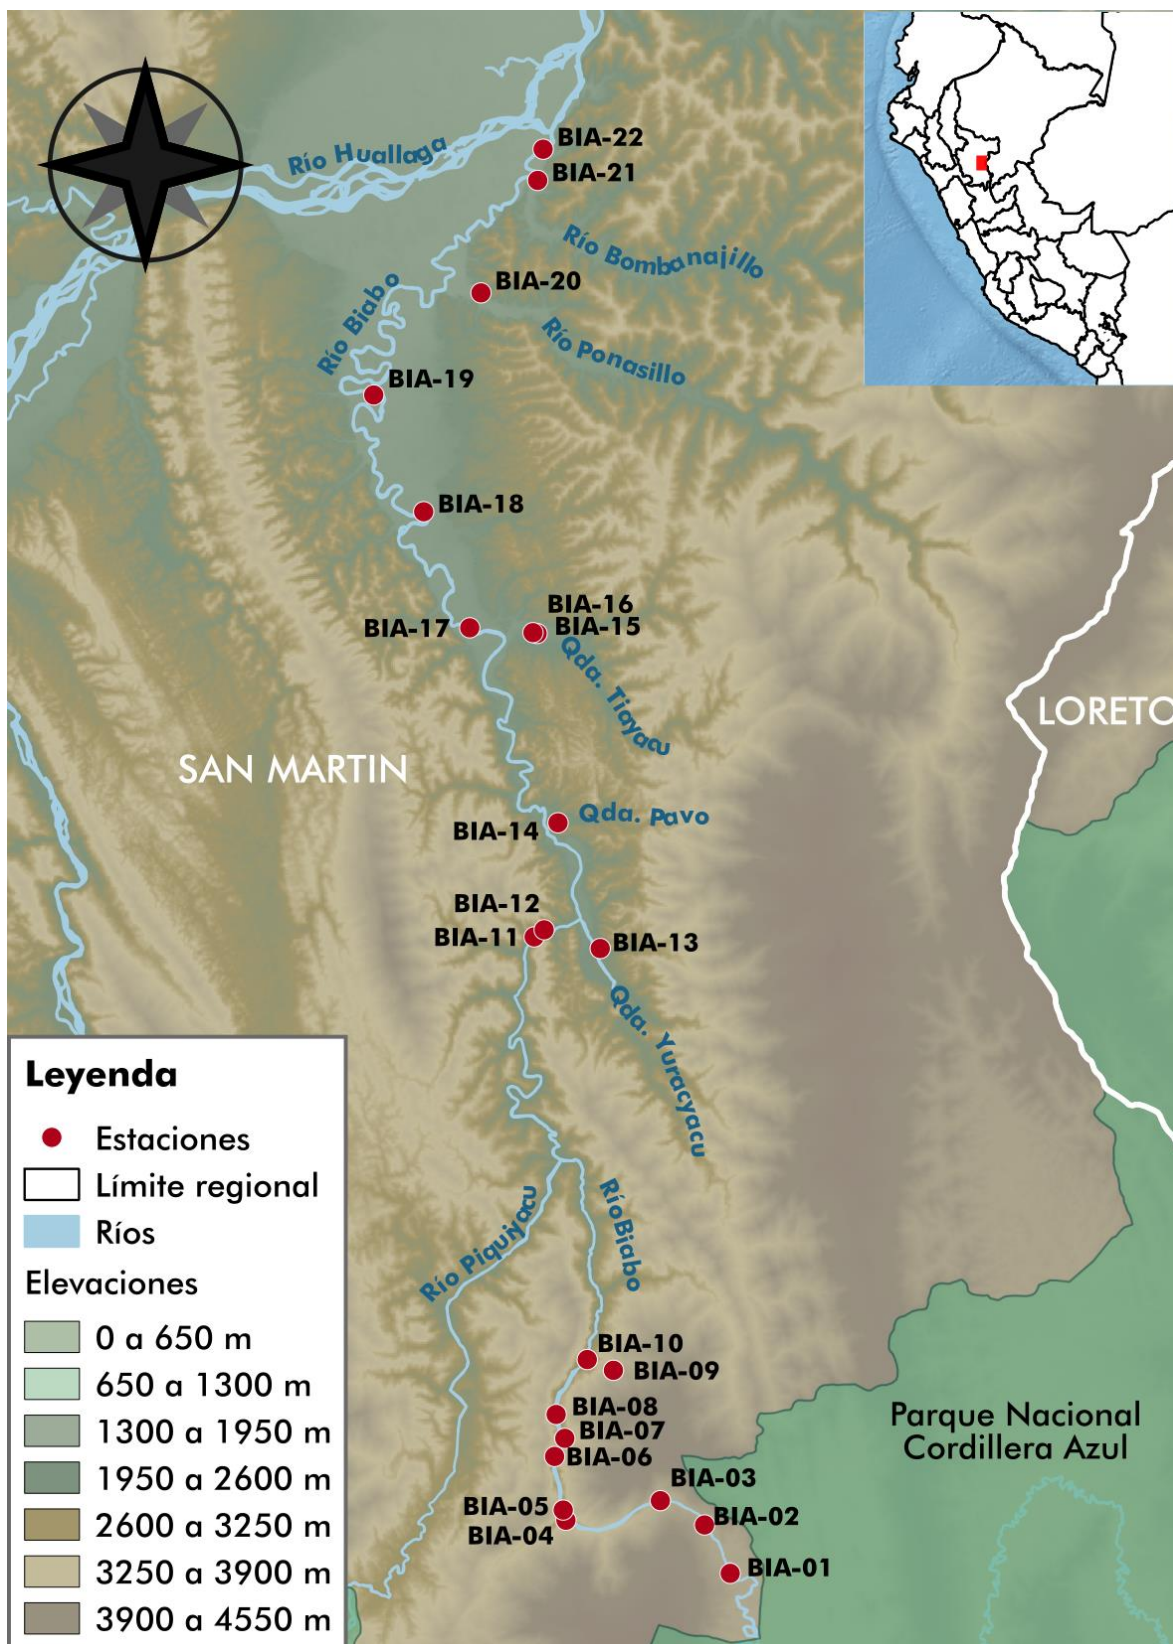 BIA-22
Río Huallaga
BIA-21
Río Bombanajillo
BIA-20
Río Biabo
Río Ponasillo
BIA-19
BIA-18
BIA-16
BIA-17
BIA-15
Qda. Tiayacu
LORETO
SAN MARTIN
Qda. Pavo
BIA-14
BIA-12
BIA-11
BIA-13
Qda. Yuracyacu
Río Piquiyacu
Río Biabo
BIA-10
BIA-09
BIA-08
BIA-07
BIA-06
BIA-03
BIA-05
BIA-04
BIA-02
BIA-01
Parque Nacional
Cordillera Azul
Leyenda
Estaciones
Límite regional
Ríos
Elevaciones
0 a 650 m
650 a 1300 m
1300 a 1950 m
1950 a 2600 m
2600 a 3250 m
3250 a 3900 m
3900 a 4550 m